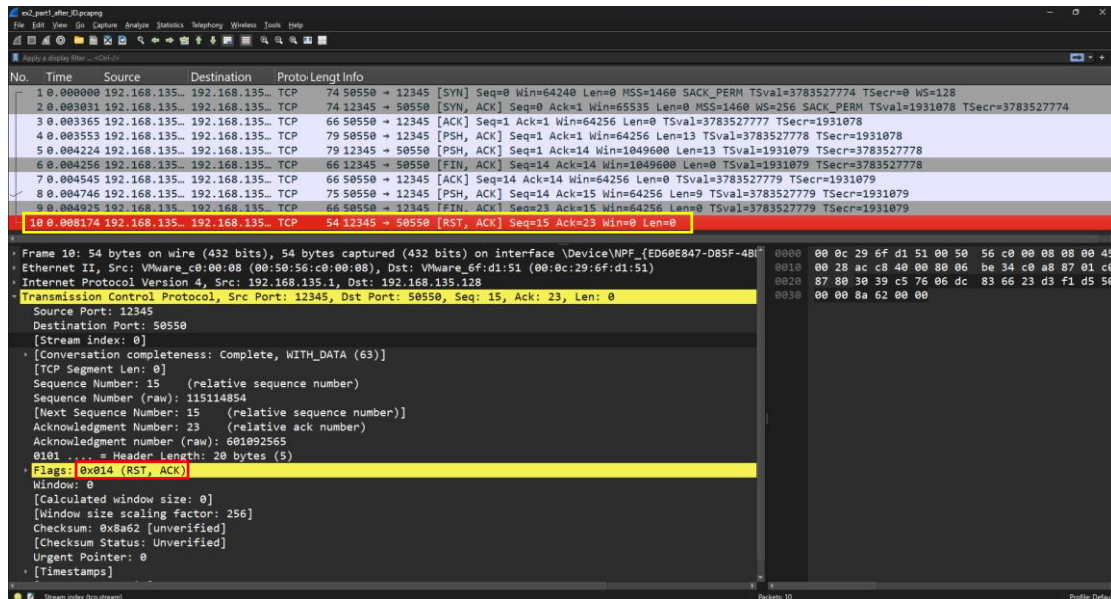 ex2_part1_after_ID.pcapng
File Edit View Go Capture Analyze Statistics Telephony Wireless Tools Help
Apply a display filter ... <Ctrl-/>
No. Time Source Destination Proto Lengt Info
1 0.000000 192.168.135… 192.168.135… TCP 74 50550 → 12345 [SYN] Seq=0 Win=64240 Len=0 MSS=1460 SACK_PERM TSval=3783527774 TSecr=0 WS=128
2 0.003031 192.168.135… 192.168.135… TCP 74 12345 → 50550 [SYN, ACK] Seq=0 Ack=1 Win=65535 Len=0 MSS=1460 WS=256 SACK_PERM TSval=1931078 TSecr=3783527774
3 0.003365 192.168.135… 192.168.135… TCP 66 50550 → 12345 [ACK] Seq=1 Ack=1 Win=64256 Len=0 TSval=3783527777 TSecr=1931078
4 0.003553 192.168.135… 192.168.135… TCP 79 50550 → 12345 [PSH, ACK] Seq=1 Ack=1 Win=64256 Len=13 TSval=3783527778 TSecr=1931078
5 0.004224 192.168.135… 192.168.135… TCP 79 12345 → 50550 [PSH, ACK] Seq=1 Ack=14 Win=1049600 Len=13 TSval=1931079 TSecr=3783527778
6 0.004256 192.168.135… 192.168.135… TCP 66 12345 → 50550 [FIN, ACK] Seq=14 Ack=14 Win=1049600 Len=0 TSval=1931079 TSecr=3783527778
7 0.004545 192.168.135… 192.168.135… TCP 66 50550 → 12345 [ACK] Seq=14 Ack=14 Win=64256 Len=0 TSval=3783527779 TSecr=1931079
8 0.004746 192.168.135… 192.168.135… TCP 75 50550 → 12345 [PSH, ACK] Seq=14 Ack=15 Win=64256 Len=9 TSval=3783527779 TSecr=1931079
9 0.004925 192.168.135… 192.168.135… TCP 66 50550 → 12345 [FIN, ACK] Seq=23 Ack=15 Win=64256 Len=0 TSval=3783527779 TSecr=1931079
10 0.008174 192.168.135… 192.168.135… TCP 54 12345 → 50550 [RST, ACK] Seq=15 Ack=23 Win=0 Len=0
Frame 10: 54 bytes on wire (432 bits), 54 bytes captured (432 bits) on interface \Device\NPF_{ED60E847-D85F-4B
Ethernet II, Src: VMware_c0:00:08 (00:50:56:c0:00:08), Dst: VMware_6f:d1:51 (00:0c:29:6f:d1:51)
Internet Protocol Version 4, Src: 192.168.135.1, Dst: 192.168.135.128
Transmission Control Protocol, Src Port: 12345, Dst Port: 50550, Seq: 15, Ack: 23, Len: 0
Source Port: 12345
Destination Port: 50550
[Stream index: 0]
[Conversation completeness: Complete, WITH_DATA (63)]
[TCP Segment Len: 0]
Sequence Number: 15 (relative sequence number)
Sequence Number (raw): 115114854
[Next Sequence Number: 15 (relative sequence number)]
Acknowledgment Number: 23 (relative ack number)
Acknowledgment number (raw): 601092565
0101 .... = Header Length: 20 bytes (5)
Flags: 0x014 (RST, ACK)
Window: 0
[Calculated window size: 0]
[Window size scaling factor: 256]
Checksum: 0x8a62 [unverified]
[Checksum Status: Unverified]
Urgent Pointer: 0
[Timestamps]
0000 00 0c 29 6f d1 51 00 50 56 c0 00 08 08 00 45
0010 00 28 ac c8 40 00 80 06 be 34 c0 a8 87 01 c0
0020 87 80 30 39 c5 76 06 dc 83 66 23 d3 f1 d5 50
0030 00 00 8a 62 00 00
Stream index (tcp.stream)
Packets: 10
Profile: Defau